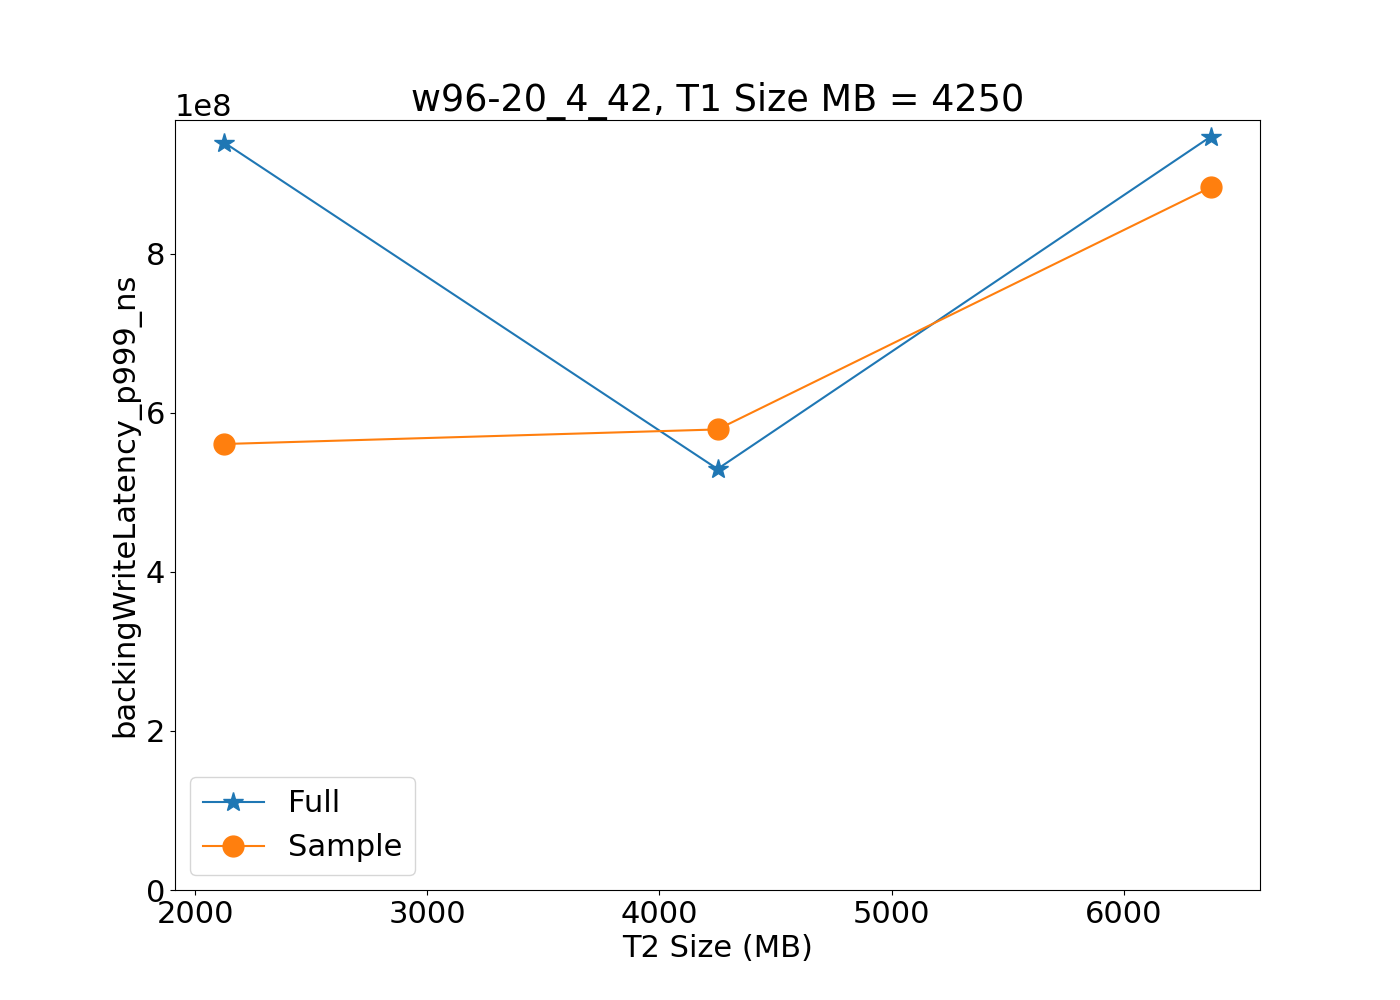 w96-20_4_42, T1 Size MB = 4250
1e8
backingWriteLatency_p999_ns
8
6
4
2
0
2000 3000 4000 5000 6000
T2 Size (MB)
Full
Sample